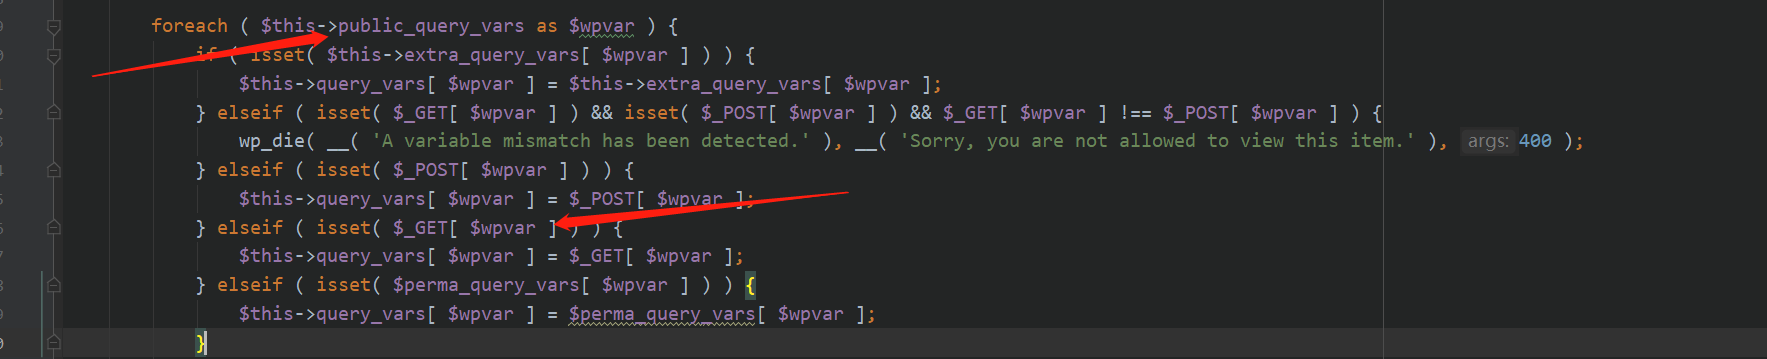 foreach ( $this->public_query_vars as $wpvar ) {
if ( isset( $this->extra_query_vars[ $wpvar ] ) ) {
$this->query_vars[ $wpvar ] = $this->extra_query_vars[ $wpvar ];
} elseif ( isset( $_GET[ $wpvar ] ) && isset( $_POST[ $wpvar ] ) && $_GET[ $wpvar ] !== $_POST[ $wpvar ] ) {
wp_die( __( 'A variable mismatch has been detected.' ), __( 'Sorry, you are not allowed to view this item.' ), args: 400 );
} elseif ( isset( $_POST[ $wpvar ] ) ) {
$this->query_vars[ $wpvar ] = $_POST[ $wpvar ];
} elseif ( isset( $_GET[ $wpvar ] ) ) {
$this->query_vars[ $wpvar ] = $_GET[ $wpvar ];
} elseif ( isset( $perma_query_vars[ $wpvar ] ) ) {
$this->query_vars[ $wpvar ] = $perma_query_vars[ $wpvar ];
}